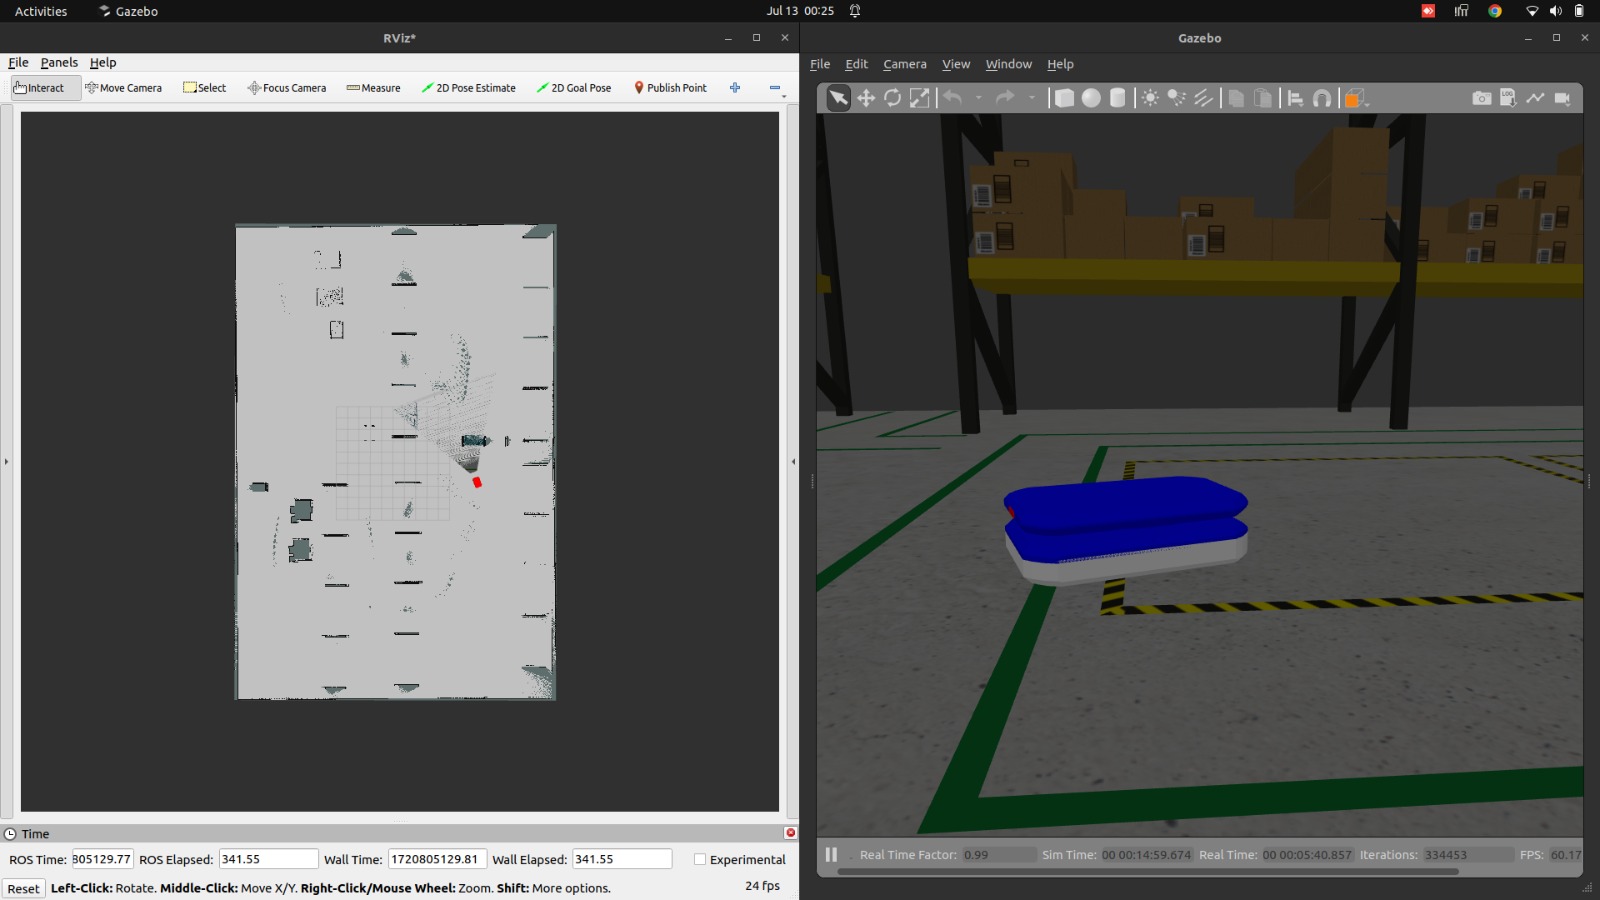 Activities Gazebo Jul 13 00:25
RViz*
File Panels Help
Interact Move Camera Select Focus Camera Measure 2D Pose Estimate 2D Goal Pose Publish Point
Time
ROS Time: 805129.77 ROS Elapsed: 341.55 Wall Time: 1720805129.81 Wall Elapsed: 341.55 Experimental
Reset Left-Click: Rotate. Middle-Click: Move X/Y. Right-Click/Mouse Wheel: Zoom. Shift: More options. 24 fps
Gazebo
File Edit Camera View Window Help
LOG
Real Time Factor: 0.99 Sim Time: 00 00:14:59.674 Real Time: 00 00:05:40.857 Iterations: 334453 FPS: 60.17